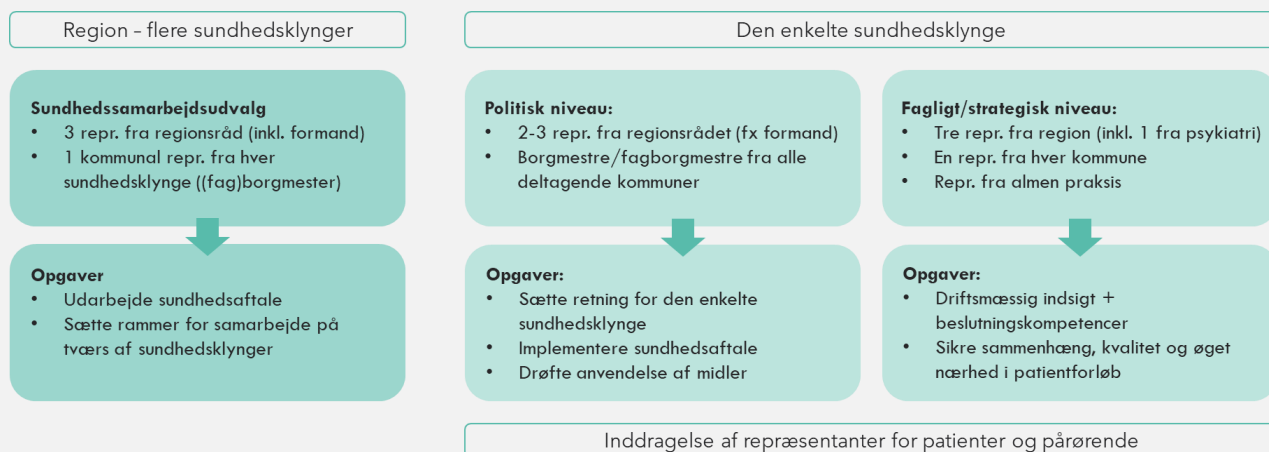 Region – flere sundhedsklynger
Den enkelte sundhedsklynge
Sundhedssamarbejdsudvalg
• 3 repr. fra regionsråd (inkl. formand)
• 1 kommunal repr. fra hver
sundhedsklynge ((fag)borgmester)
Opgaver
• Udarbejde sundhedsaftale
• Sætte rammer for samarbejde på
tværs af sundhedsklynger
Politisk niveau:
• 2-3 repr. fra regionsrådet (fx formand)
• Borgmestre/fagborgmestre fra alle
deltagende kommuner
Opgaver:
• Sætte retning for den enkelte
sundhedsklynge
• Implementere sundhedsaftale
• Drøfte anvendelse af midler
Fagligt/strategisk niveau:
• Tre repr. fra region (inkl. 1 fra psykiatri)
• En repr. fra hver kommune
• Repr. fra almen praksis
Opgaver:
• Driftsmæssig indsigt +
beslutningskompetencer
• Sikre sammenhæng, kvalitet og øget
nærhed i patientforløb
Inddragelse af repræsentanter for patienter og pårørende